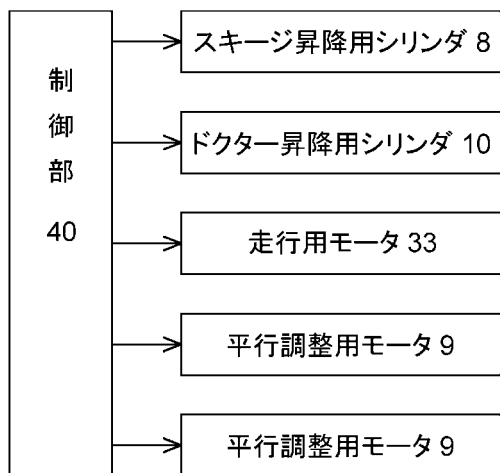 制御部
40
スキージ昇降用シリンダ 8
ドクター昇降用シリンダ 10
走行用モータ 33
平行調整用モータ 9
平行調整用モータ 9